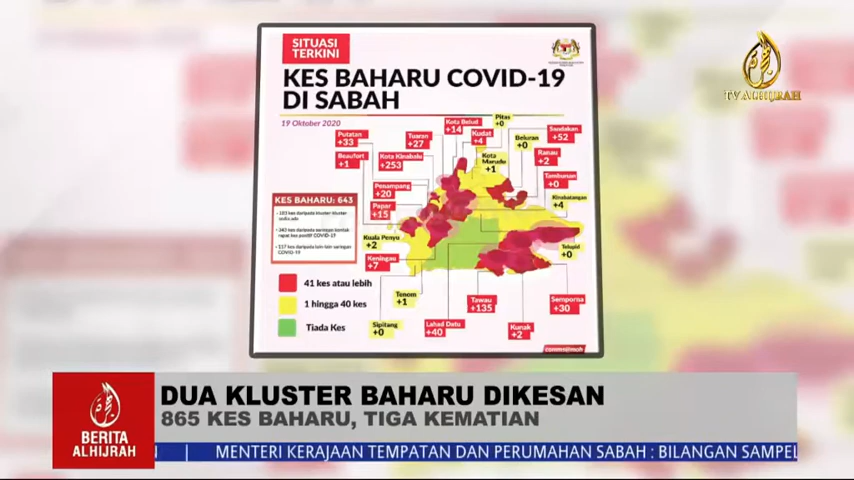 SITUASI
TERKINI
KES BAHARU COVID-19
DI SABAH
19 Oktober 2020
TV ALHIJRAH
Putatan
+33
Tuaran
+27
Kota Belud
+14
Kudat
+4
Pitas
+0
Beluran
+0
Sandakan
+52
Beaufort
+1
Kota Kinabalu
+253
Kota
Marudu
+1
Ranau
+2
Tambunan
+0
Penampang
+20
Papar
+15
Kinabatangan
+4
KES BAHARU: 643
Kuala Penyu
+2
Telupid
+0
Keningau
+7
41 kes atau lebih
1 hingga 40 kes
Tiada Kes
Tenom
+1
Sipitang
+0
Lahad Datu
+40
Tawau
+135
Kunak
+2
Semporna
+30
DUA KLUSTER BAHARU DIKESAN
865 KES BAHARU, TIGA KEMATIAN
BERITA
ALHIJRAH
N | MENTERI KERAJAAN TEMPATAN DAN PERUMAHAN SABAH : BILANGAN SAMPEL